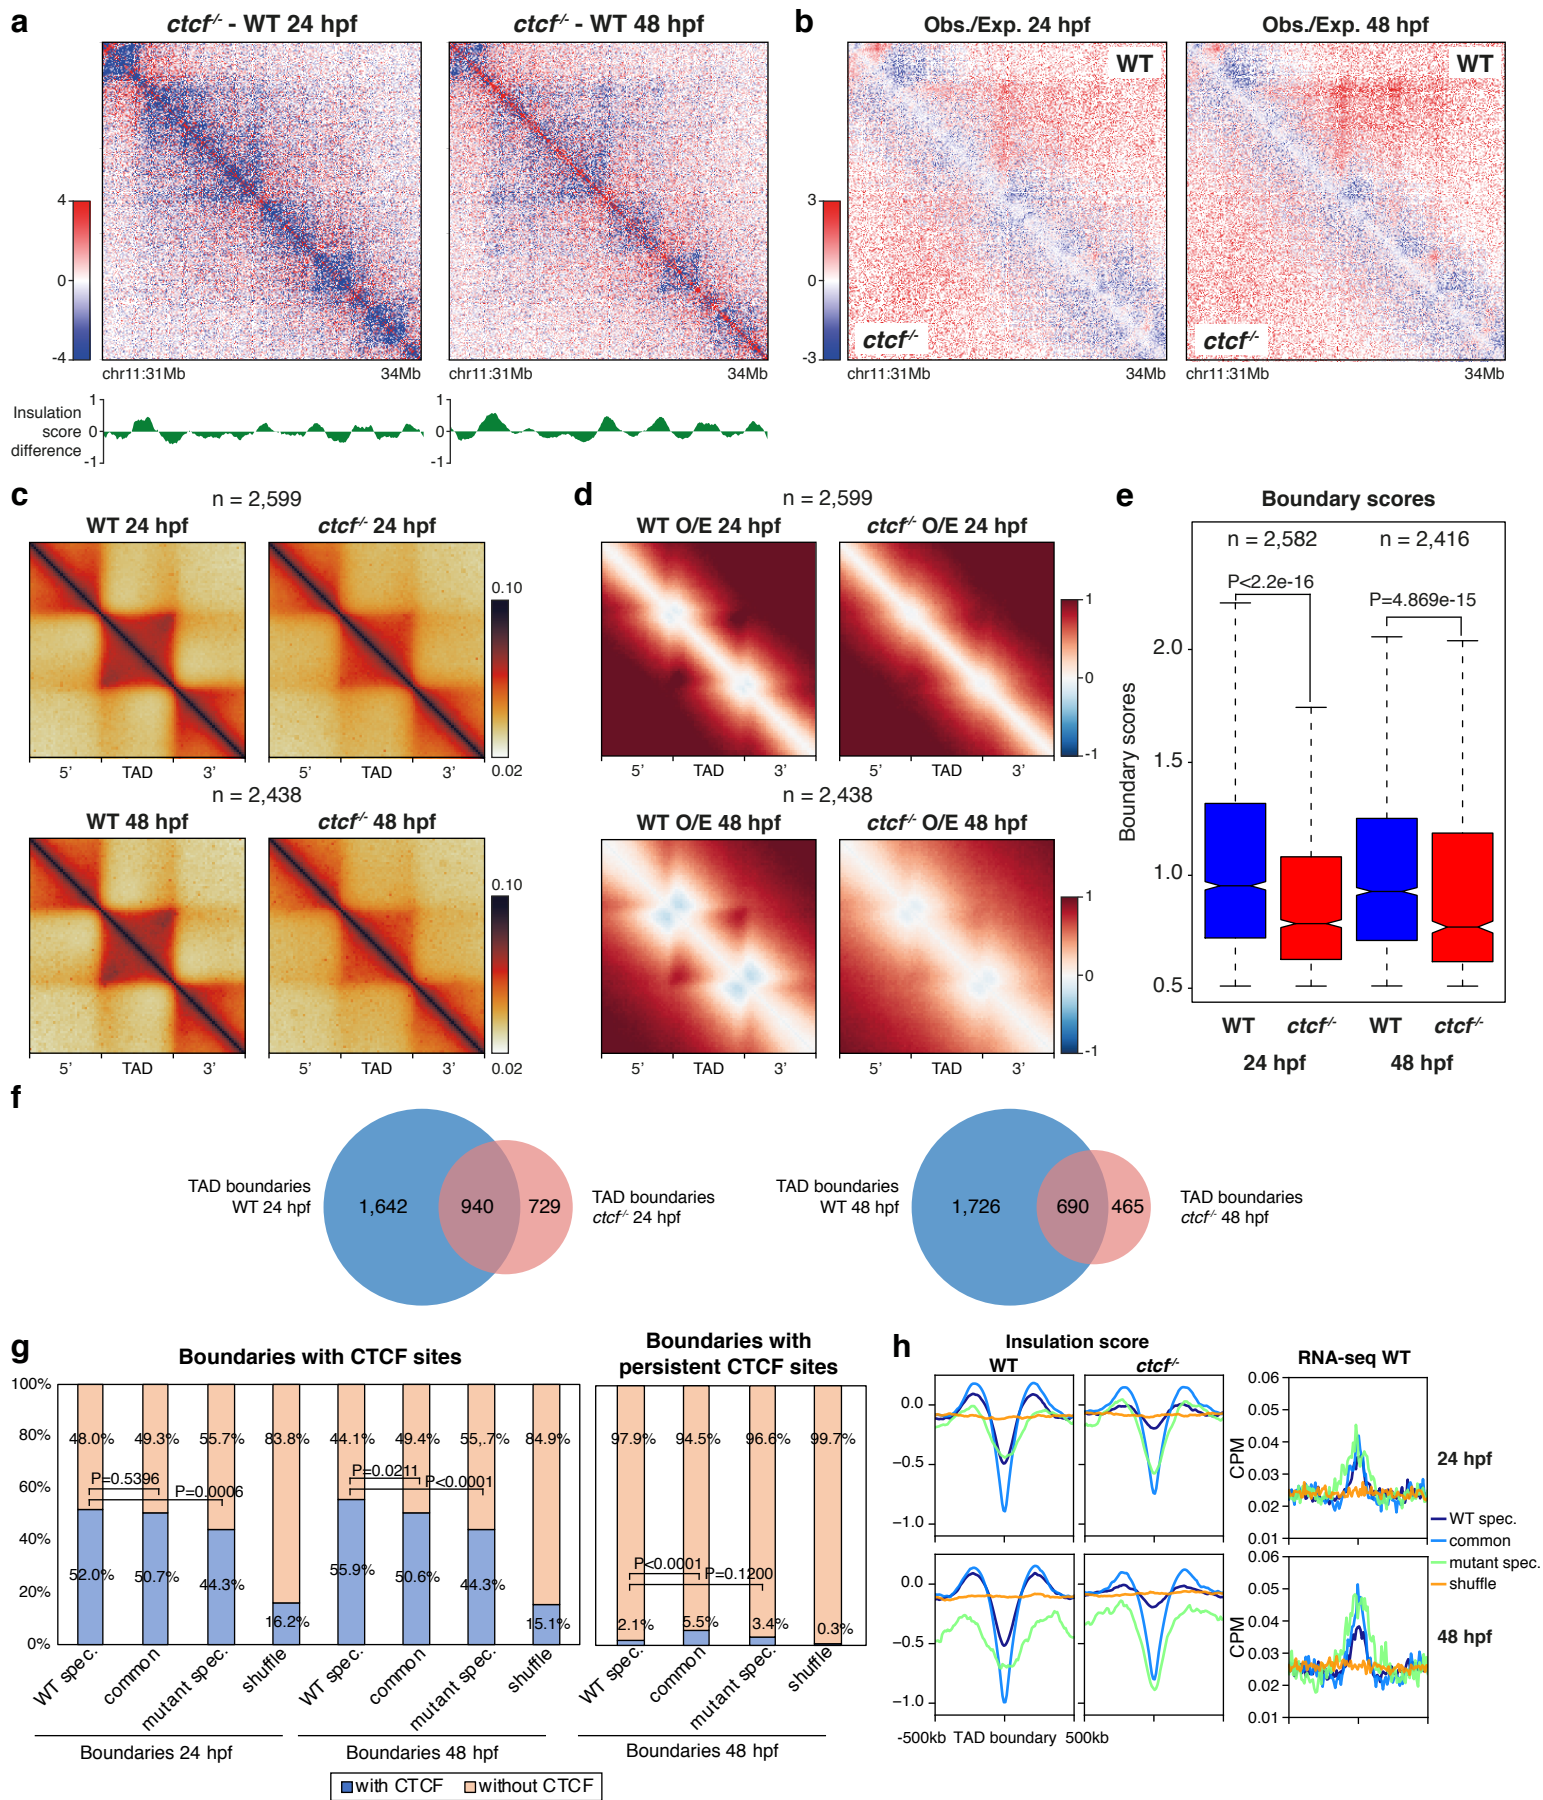 a
ctcf-/- - WT 24 hpf
ctcf-/- - WT 48 hpf
4
0
-4
chr11:31Mb
34Mb
chr11:31Mb
34Mb
Insulation
score
difference
1
0
-1
1
0
-1
b
Obs./Exp. 24 hpf
Obs./Exp. 48 hpf
WT
WT
3
0
-3
ctcf-/-
ctcf-/-
chr11:31Mb
34Mb
chr11:31Mb
34Mb
c
n = 2,599
WT 24 hpf
ctcf-/- 24 hpf
0.10
0.02
5’ TAD 3’
5’ TAD 3’
n = 2,438
WT 48 hpf
ctcf-/- 48 hpf
0.10
0.02
5’ TAD 3’
5’ TAD 3’
d
n = 2,599
WT O/E 24 hpf
ctcf-/- O/E 24 hpf
1
0
-1
5’ TAD 3’
5’ TAD 3’
n = 2,438
WT O/E 48 hpf
ctcf-/- O/E 48 hpf
1
0
-1
5’ TAD 3’
5’ TAD 3’
e
Boundary scores
n = 2,582
n = 2,416
P<2.2e-16
P=4.869e-15
Boundary scores
2.0
1.5
1.0
0.5
WT
ctcf-/-
WT
ctcf-/-
24 hpf
48 hpf
f
TAD boundaries
WT 24 hpf
1,642
940
729
TAD boundaries
ctcf-/- 24 hpf
TAD boundaries
WT 48 hpf
1,726
690
465
TAD boundaries
ctcf-/- 48 hpf
g
Boundaries with CTCF sites
100%
80%
60%
40%
20%
0%
48.0%
49.3%
55.7%
83.8%
44.1%
49.4%
55,.7%
84.9%
P=0.5396
P=0.0006
P=0.0211
P<0.0001
52.0%
50.7%
44.3%
16.2%
55.9%
50.6%
44.3%
15.1%
WT spec.
common
mutant spec.
shuffle
WT spec.
common
mutant spec.
shuffle
Boundaries 24 hpf
Boundaries 48 hpf
Boundaries with
persistent CTCF sites
97.9%
94.5%
96.6%
99.7%
P<0.0001
P=0.1200
2.1%
5.5%
3.4%
0.3%
WT spec.
common
mutant spec.
shuffle
Boundaries 48 hpf
with CTCF
without CTCF
h
Insulation score
WT
ctcf-/-
0.0
−0.5
−1.0
0.0
−0.5
−1.0
-500kb TAD boundary 500kb
RNA-seq WT
CPM
0.06
0.05
0.04
0.03
0.02
0.01
24 hpf
WT spec.
common
mutant spec.
shuffle
CPM
0.06
0.05
0.04
0.03
0.02
0.01
48 hpf